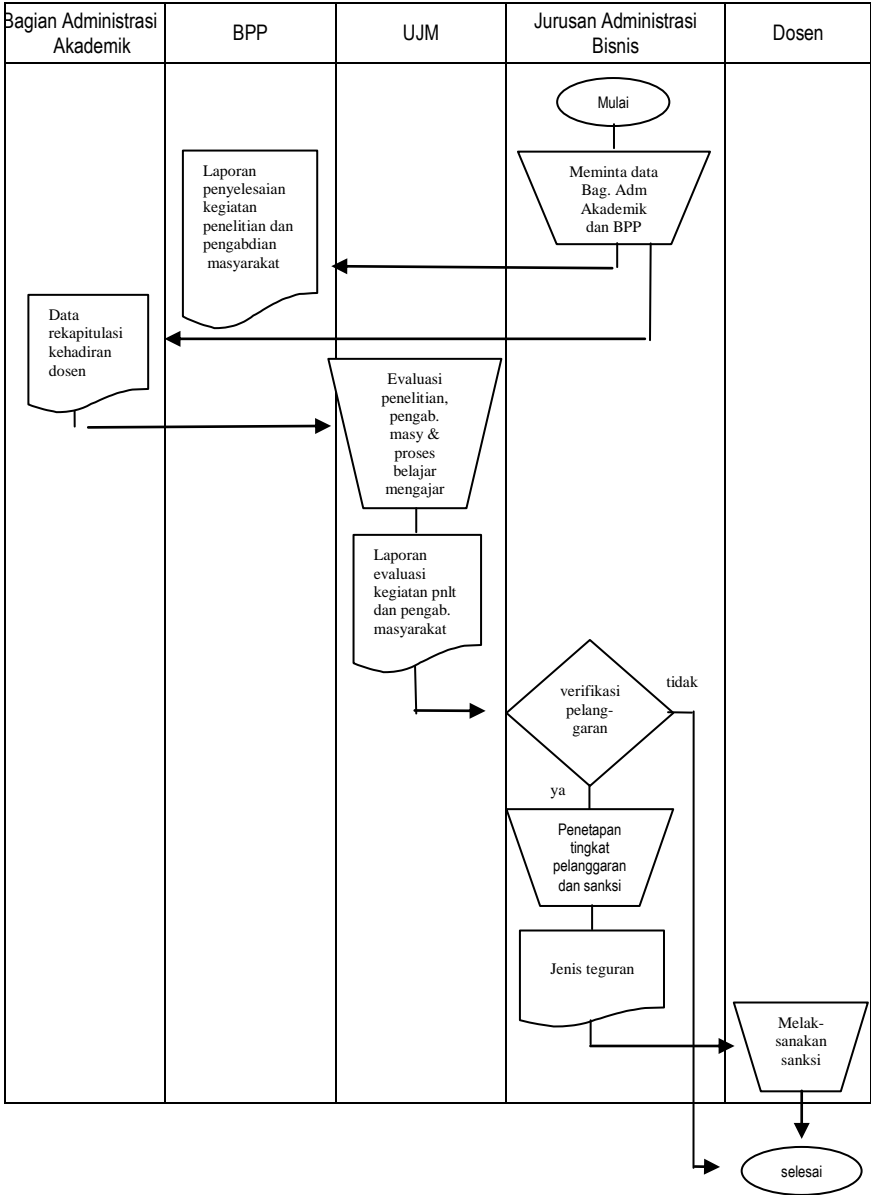 Bagian Administrasi
Akademik
BPP
UJM
Jurusan Administrasi
Bisnis
Dosen
Mulai
Meminta data
Bag. Adm
Akademik
dan BPP
Laporan
penyelesaian
kegiatan
penelitian dan
pengabdian
masyarakat
Data
rekapitulasi
kehadiran
dosen
Evaluasi
penelitian,
pengab.
masy &
proses
belajar
mengajar
Laporan
evaluasi
kegiatan pnlt
dan pengab.
masyarakat
verifikasi
pelang-
garan
tidak
ya
Penetapan
tingkat
pelanggaran
dan sanksi
Jenis teguran
Melak-
sanakan
sanksi
selesai